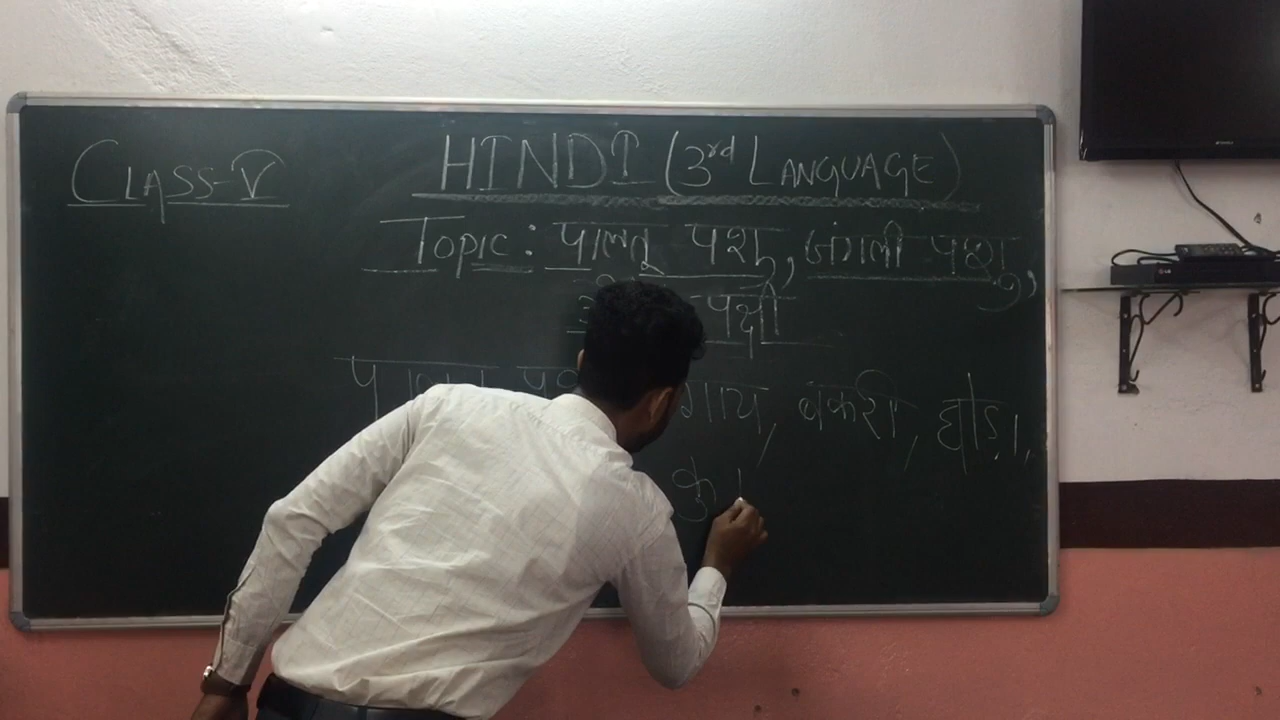 CLASS-V
HINDI (3rd LANGUAGE)
Topic: पालतू पशु, जंगली पशु,
पक्षी
गाय, बकरी, घोड़ा,
कु